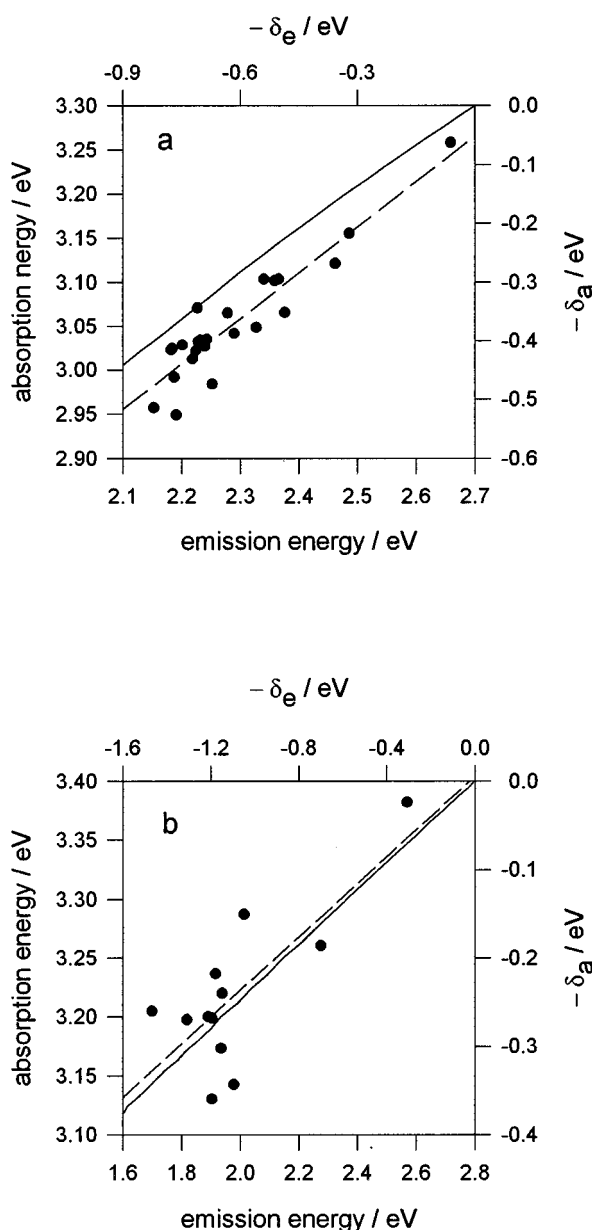 − δe / eV
-0.9 -0.6 -0.3
a
3.30 0.0
3.25 -0.1
3.20
3.15 -0.2
3.10 -0.3
3.05
3.00 -0.4
2.95 -0.5
2.90 -0.6
absorption nergy / eV
− δa / eV
2.1 2.2 2.3 2.4 2.5 2.6 2.7
emission energy / eV
− δe / eV
-1.6 -1.2 -0.8 -0.4 0.0
b
3.40 0.0
3.40 -0.1
3.30
3.25 -0.2
3.20 -0.3
3.15
3.10 -0.4
absorption energy / eV
− δa / eV
1.6 1.8 2.0 2.2 2.4 2.6 2.8
emission energy / eV